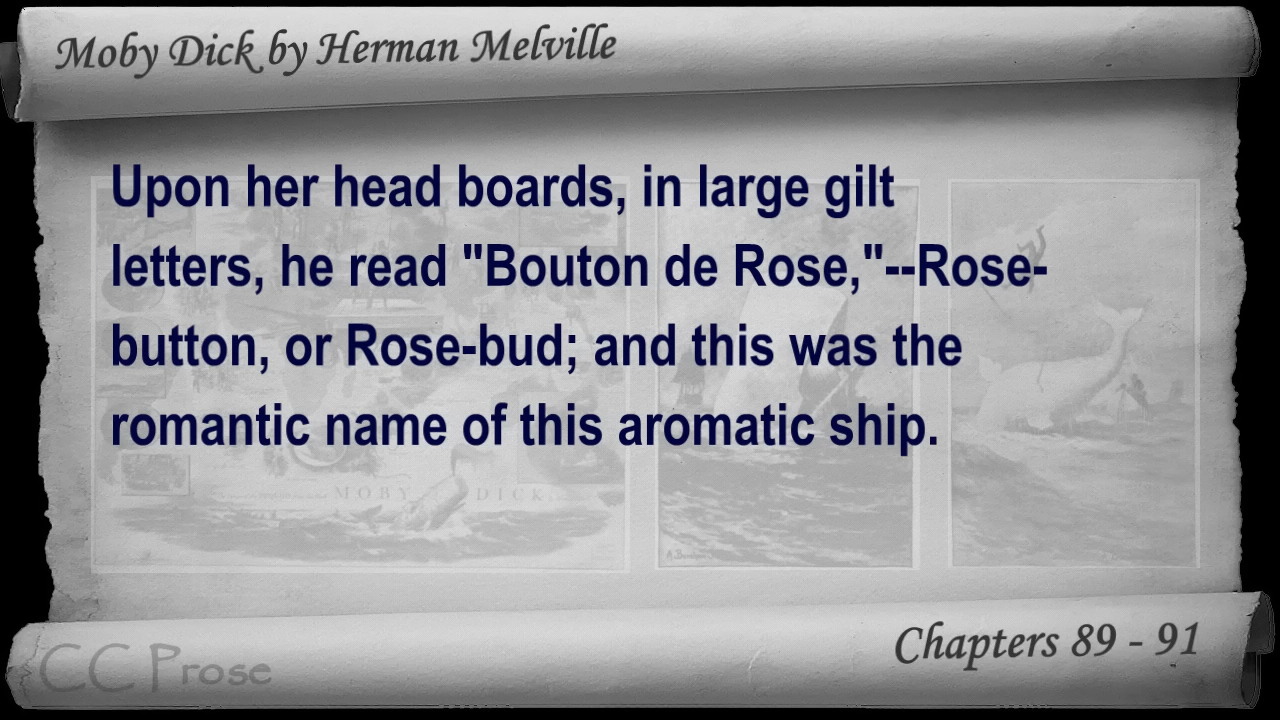 Moby Dick by Herman Melville
Upon her head boards, in large gilt
letters, he read "Bouton de Rose,"--Rose-
button, or Rose-bud; and this was the
romantic name of this aromatic ship.
MOBY DICK
Chapters 89 - 91
CC Prose